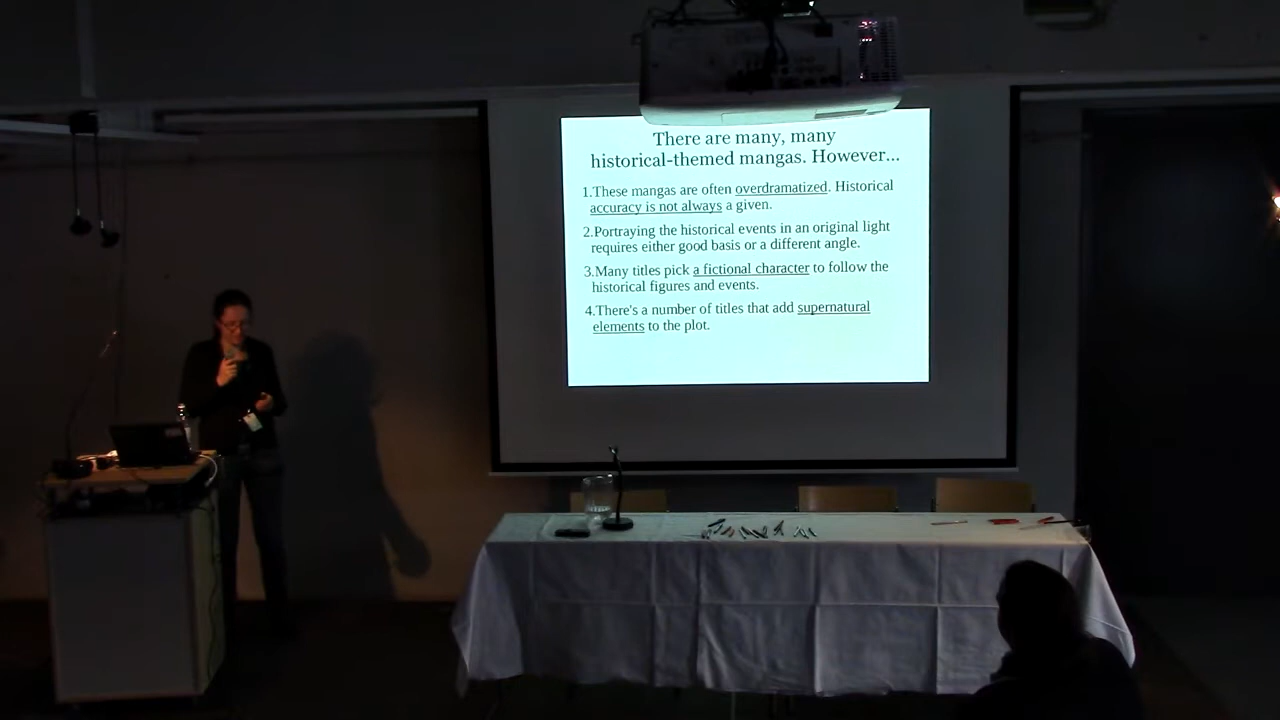 There are many, many
historical-themed mangas. However...
1.These mangas are often overdramatized. Historical
accuracy is not always a given.
2.Portraying the historical events in an original light
requires either good basis or a different angle.
3.Many titles pick a fictional character to follow the
historical figures and events.
4.There's a number of titles that add supernatural
elements to the plot.